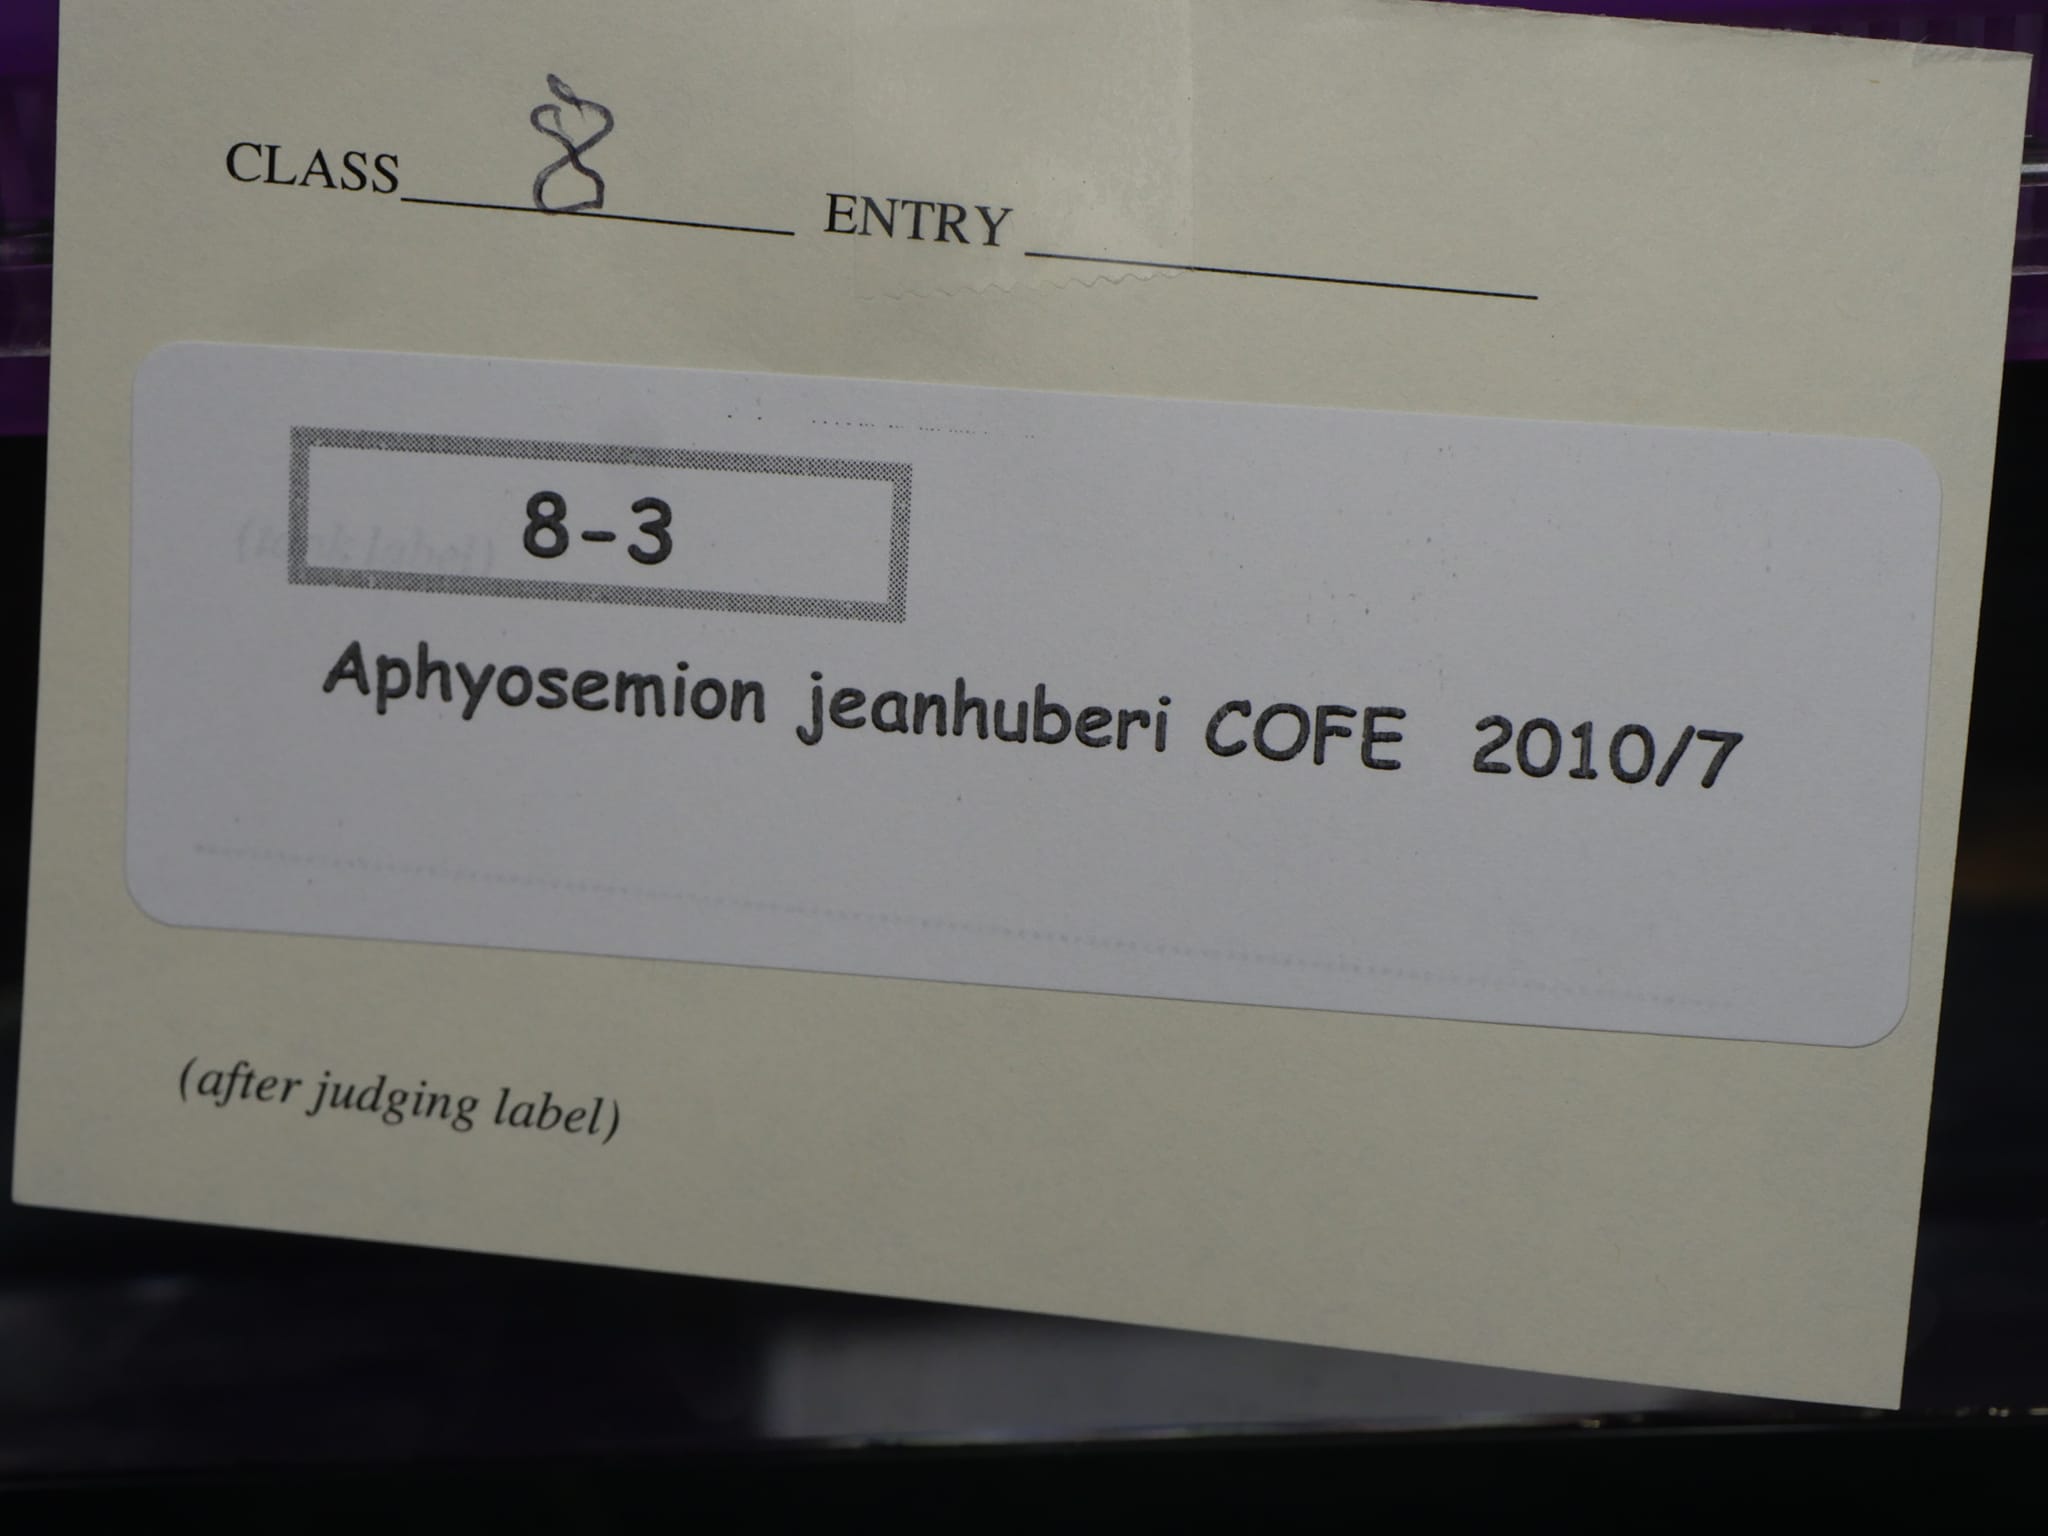 CLASS 8 ENTRY
8-3
Aphyosemion jeanhuberi COFE 2010/7
(after judging label)